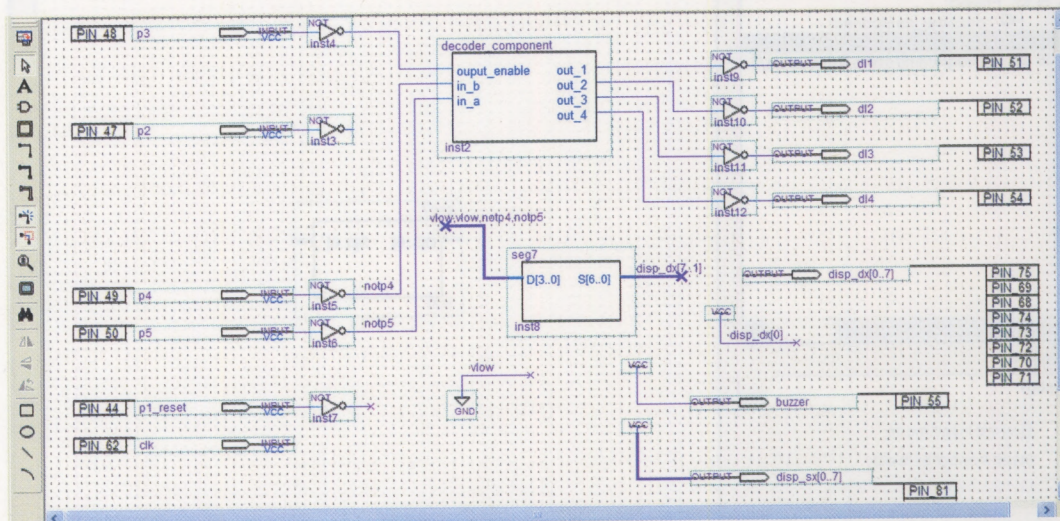 PIN_48 p3 INPUT VCC NOT inst4
decoder_component
ouput_enable out_1
in_b out_2
in_a out_3
out_4
inst2
NOT inst9 OUTPUT dl1 PIN_51
NOT inst10 OUTPUT dl2 PIN_52
NOT inst11 OUTPUT dl3 PIN_53
NOT inst12 OUTPUT dl4 PIN_54
PIN_47 p2 INPUT VCC NOT inst3
vlow,vlow,notp4,notp5
seg7
D[3..0] S[6..0]
inst8
disp_dx[7..1]
OUTPUT disp_dx[0..7]
PIN_75
PIN_69
PIN_68
PIN_74
PIN_73
PIN_72
PIN_70
PIN_71
PIN_49 p4 INPUT VCC NOT inst5 notp4
PIN_50 p5 INPUT VCC NOT inst6 notp5
VCC
disp_dx[0]
vlow
GND
VCC
OUTPUT buzzer PIN_55
PIN_44 p1_reset INPUT VCC NOT inst7
PIN_62 clk INPUT VCC
VCC
OUTPUT disp_sx[0..7]
PIN_81